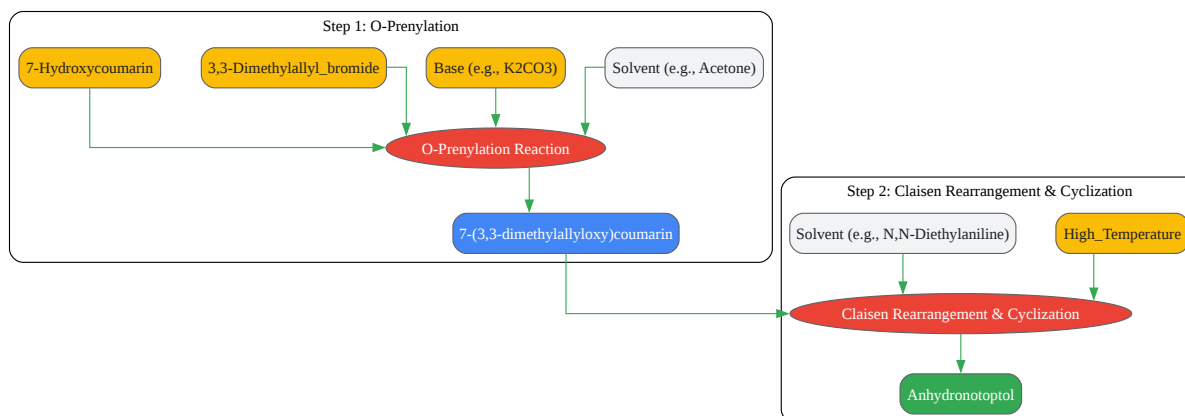 Step 1: O-Prenylation
7-Hydroxycoumarin
3,3-Dimethylallyl_bromide
Base (e.g., K2CO3)
Solvent (e.g., Acetone)
O-Prenylation Reaction
7-(3,3-dimethylallyloxy)coumarin
Step 2: Claisen Rearrangement & Cyclization
Solvent (e.g., N,N-Diethylaniline)
High_Temperature
Claisen Rearrangement & Cyclization
Anhydronotoptol